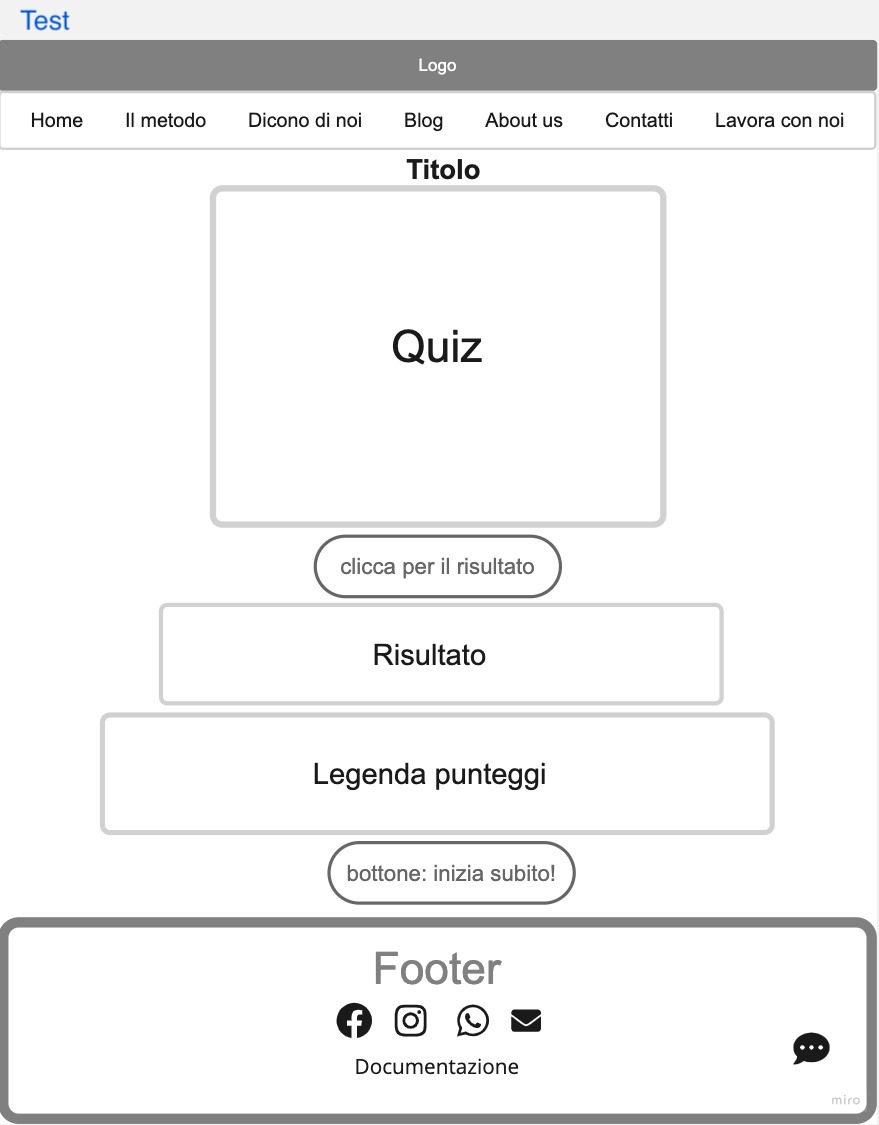 Test
Logo
Home Il metodo Dicono di noi Blog About us Contatti Lavora con noi
Titolo
Quiz
clicca per il risultato
Risultato
Legenda punteggi
bottone: inizia subito!
Footer
Documentazione
miro